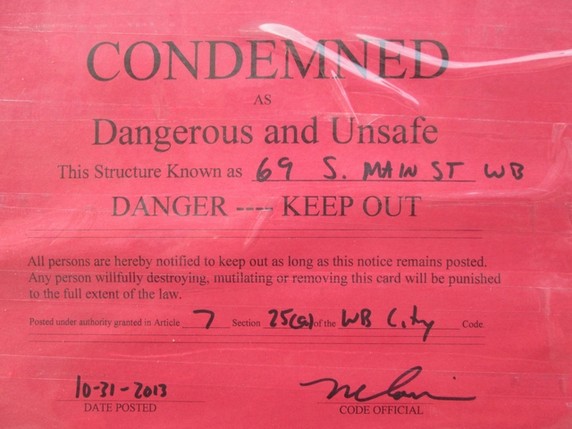 CONDEMNED
AS
Dangerous and Unsafe
This Structure Known as 69 S. MAIN ST WB
DANGER ---- KEEP OUT
All persons are hereby notified to keep out as long as this notice remains posted.
Any person willfully destroying, mutilating or removing this card will be punished
to the full extent of the law.
Posted under authority granted in Article 7 Section 25(a) of the WB City Code
10-31-2013
DATE POSTED
CODE OFFICIAL